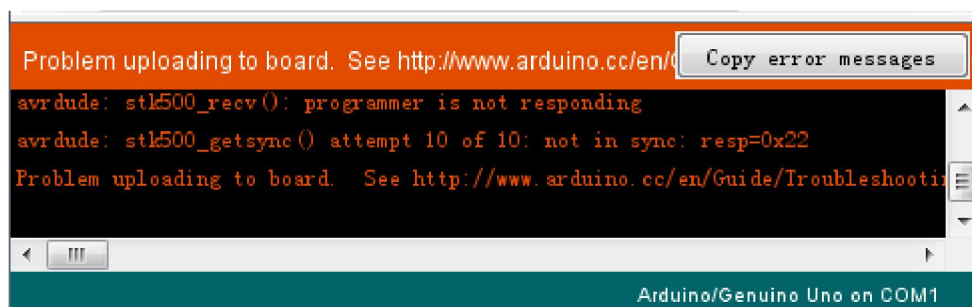 Problem uploading to board.  See http://www.arduino.cc/en/
Copy error messages
avrdude: stk500_recv(): programmer is not responding
avrdude: stk500_getsync() attempt 10 of 10: not in sync: resp=0x22
Problem uploading to board.  See http://www.arduino.cc/en/Guide/Troubleshootin
Arduino/Genuino Uno on COM1